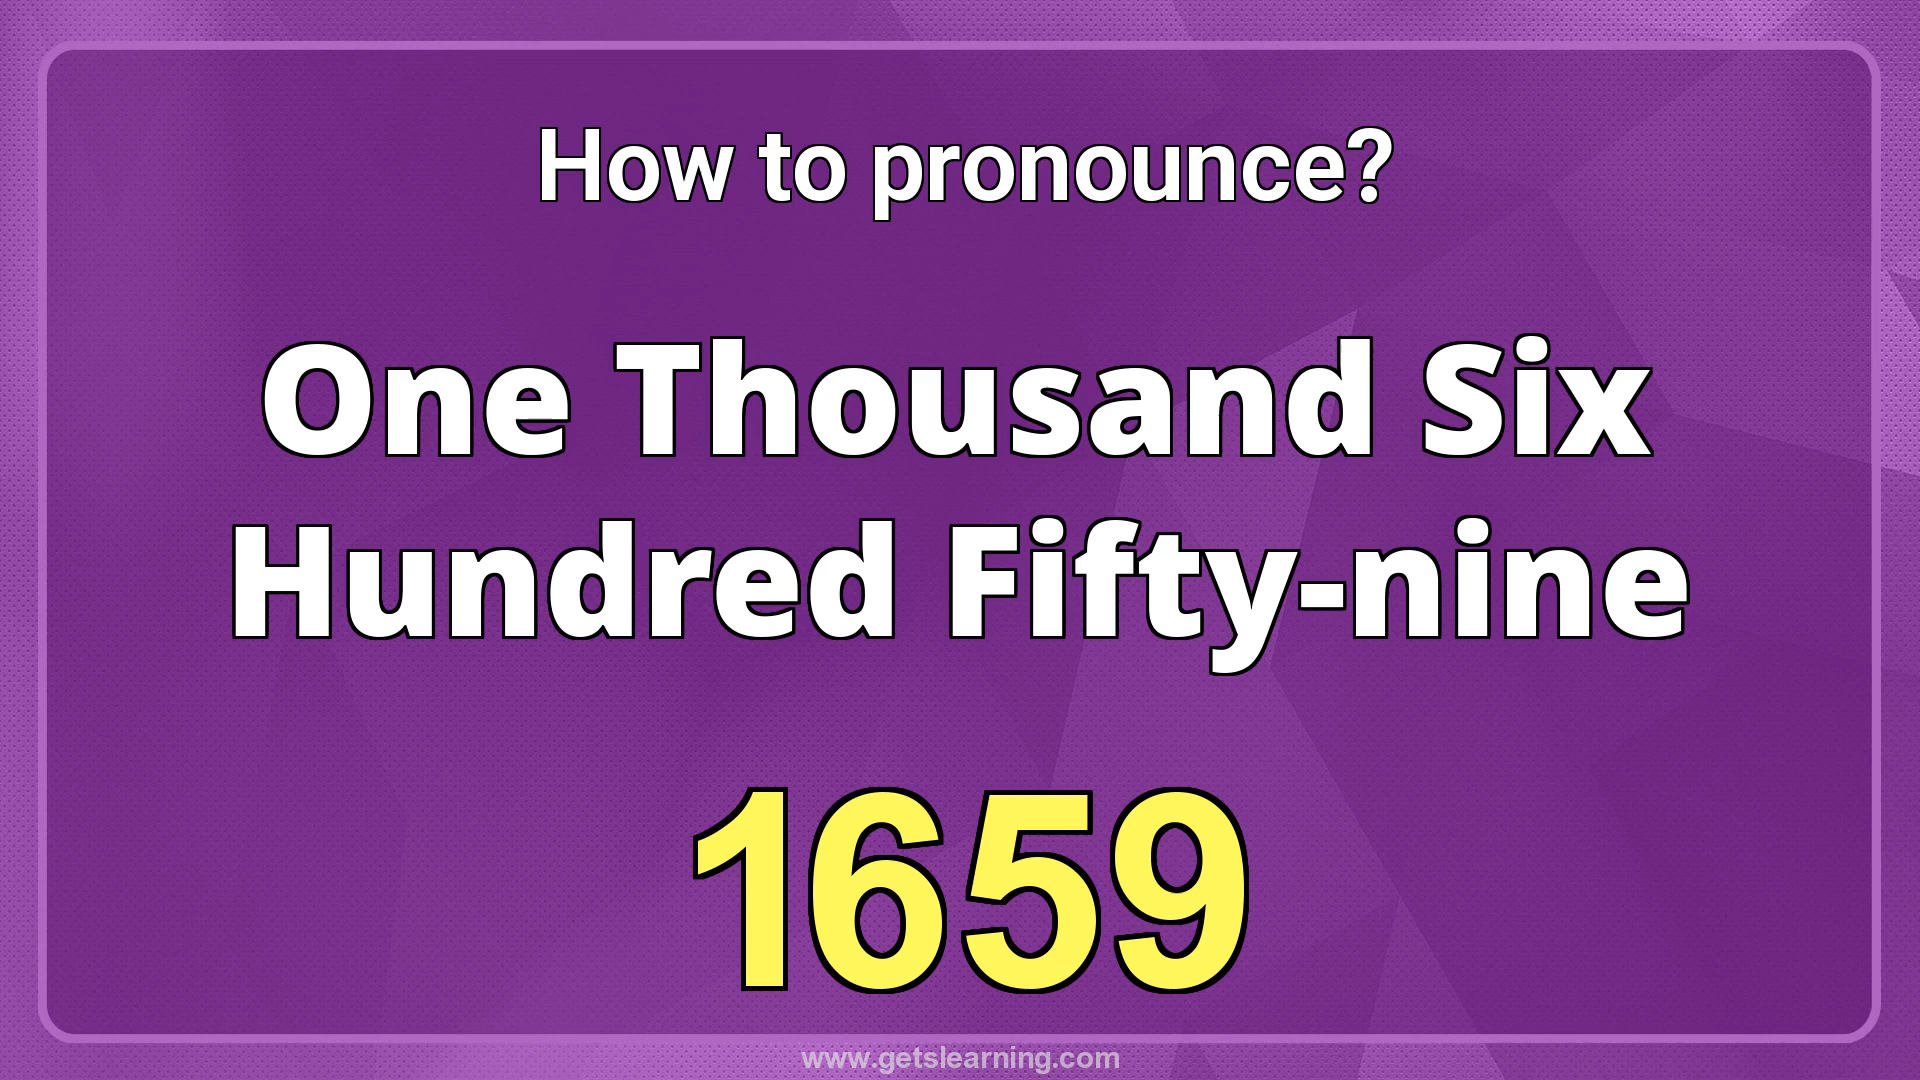 How to pronounce?
One Thousand Six
Hundred Fifty-nine
1659
www.getslearning.com